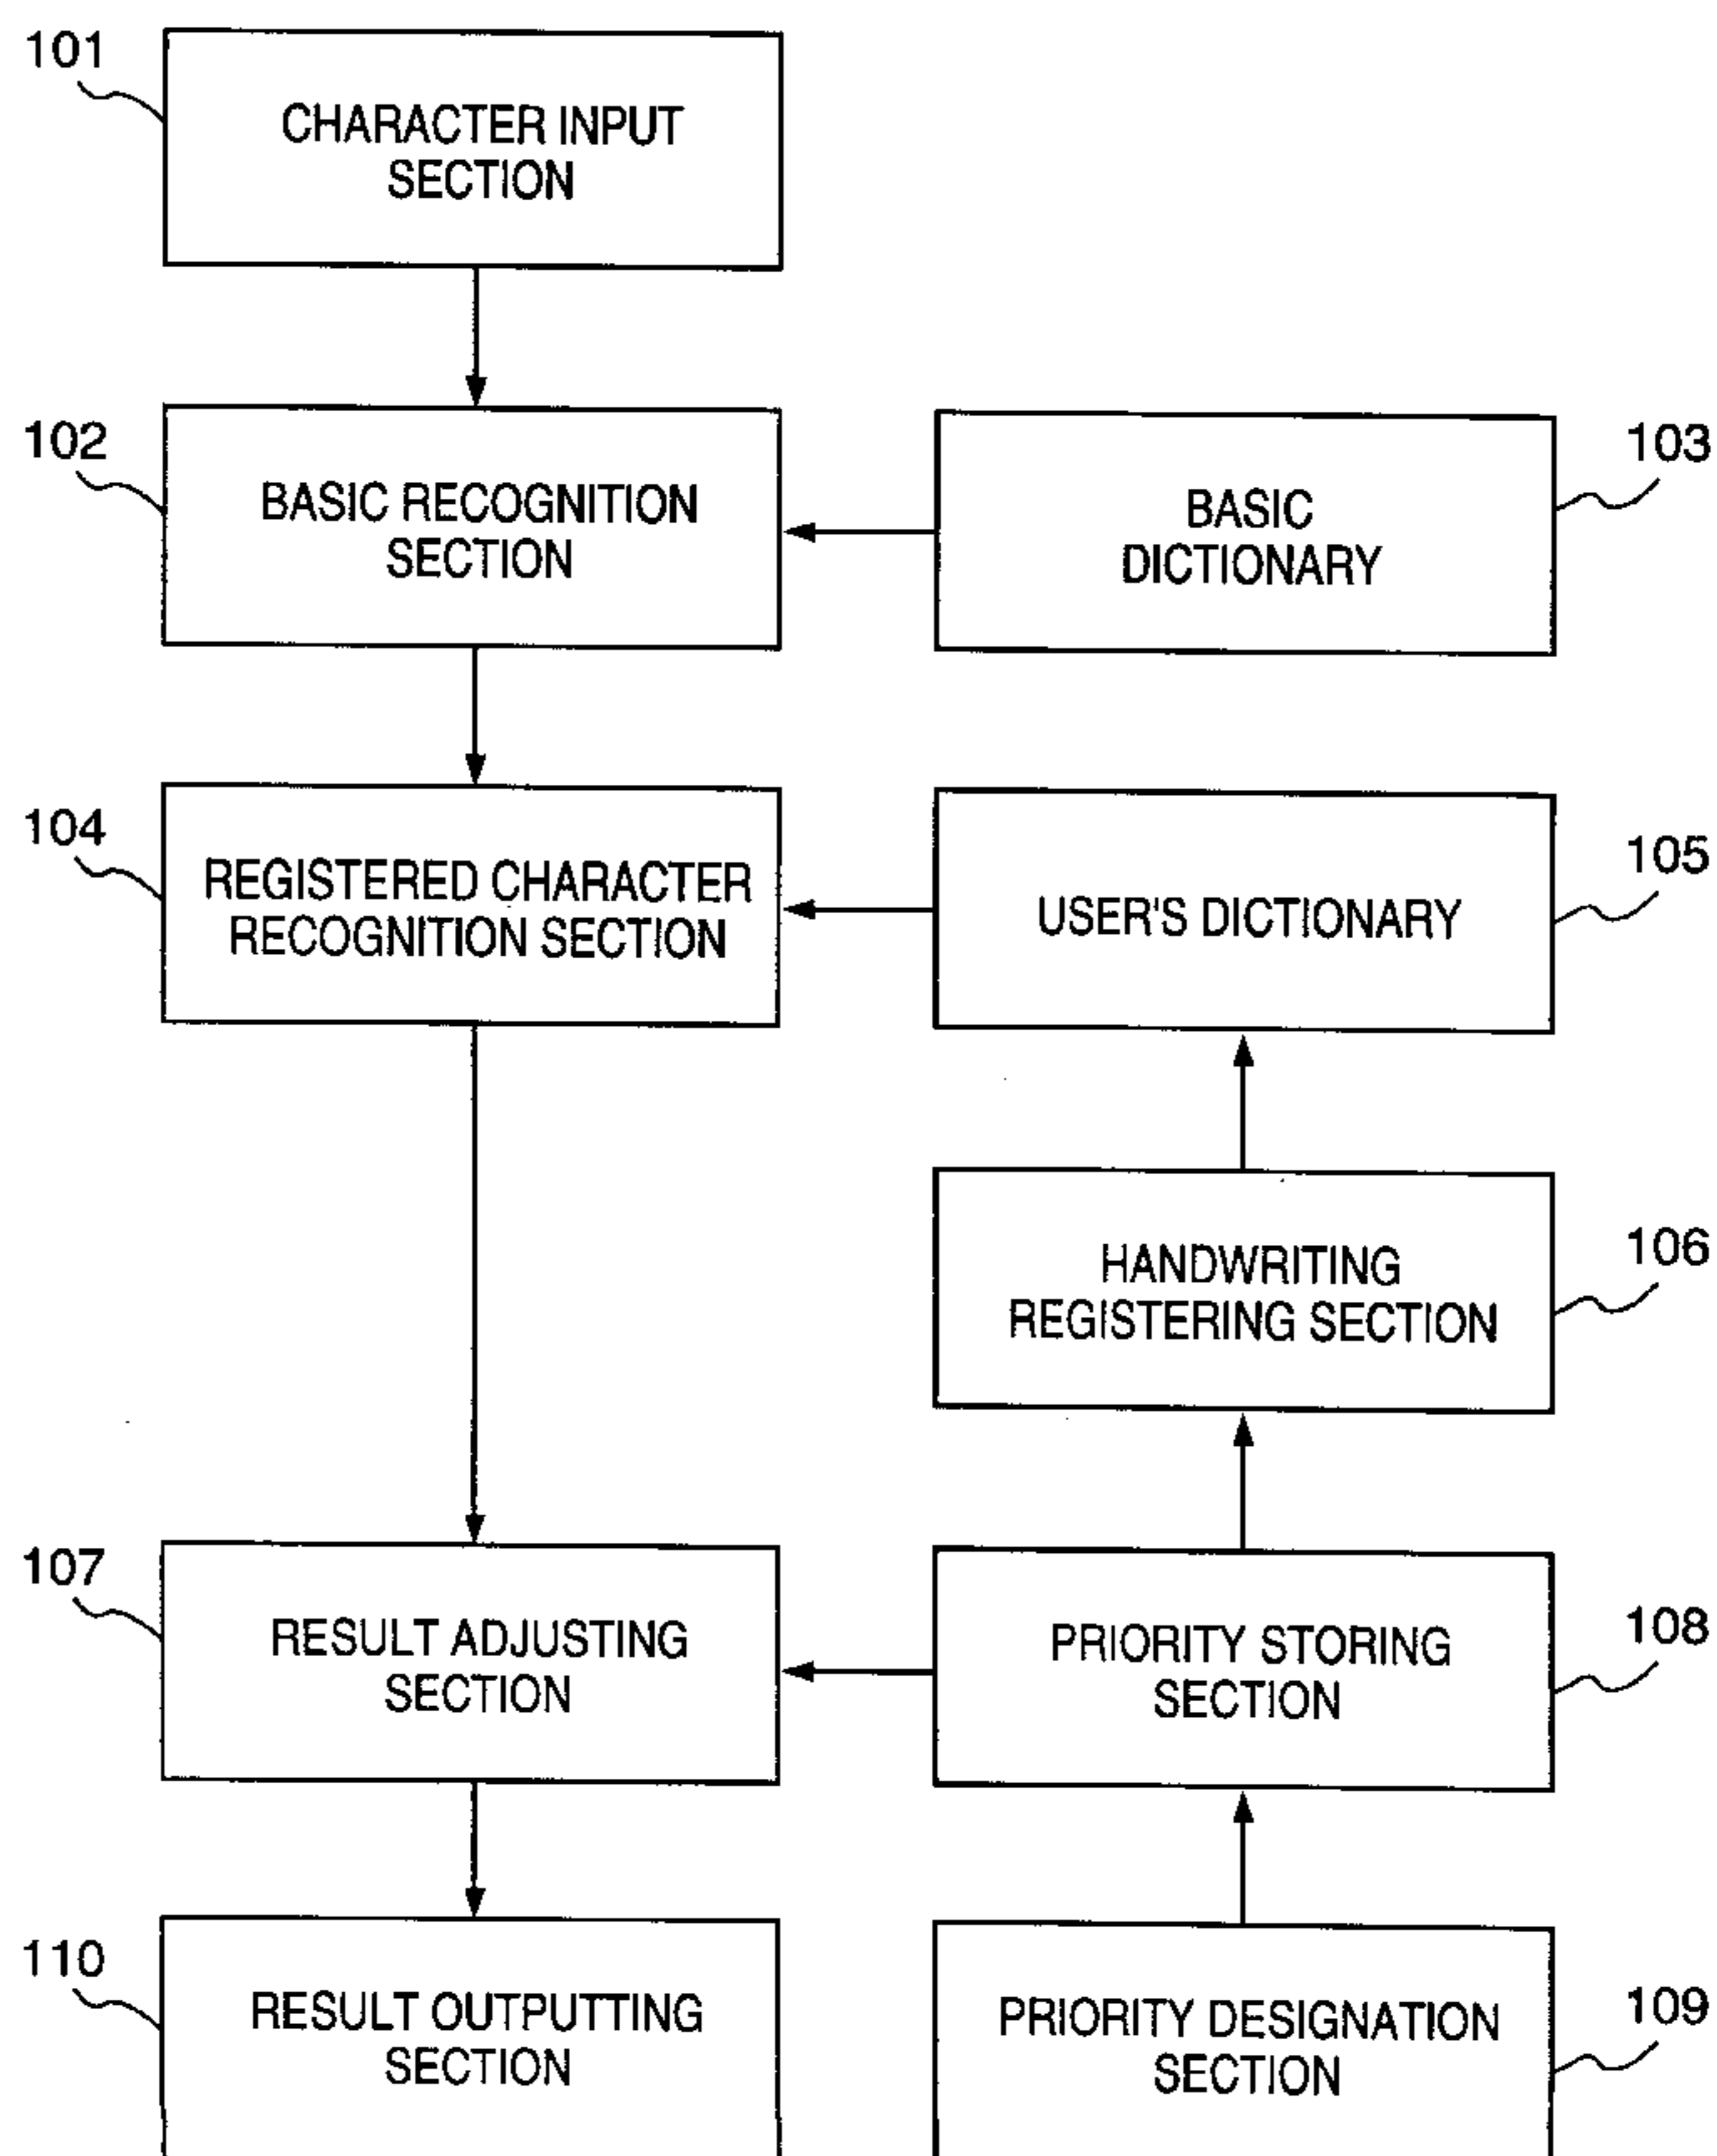 101
CHARACTER INPUT
SECTION
102
BASIC RECOGNITION
SECTION
BASIC
DICTIONARY
103
104
REGISTERED CHARACTER
RECOGNITION SECTION
USER'S DICTIONARY
105
HANDWRITING
REGISTERING SECTION
106
107
RESULT ADJUSTING
SECTION
PRIORITY STORING
SECTION
108
110
RESULT OUTPUTTING
SECTION
PRIORITY DESIGNATION
SECTION
109